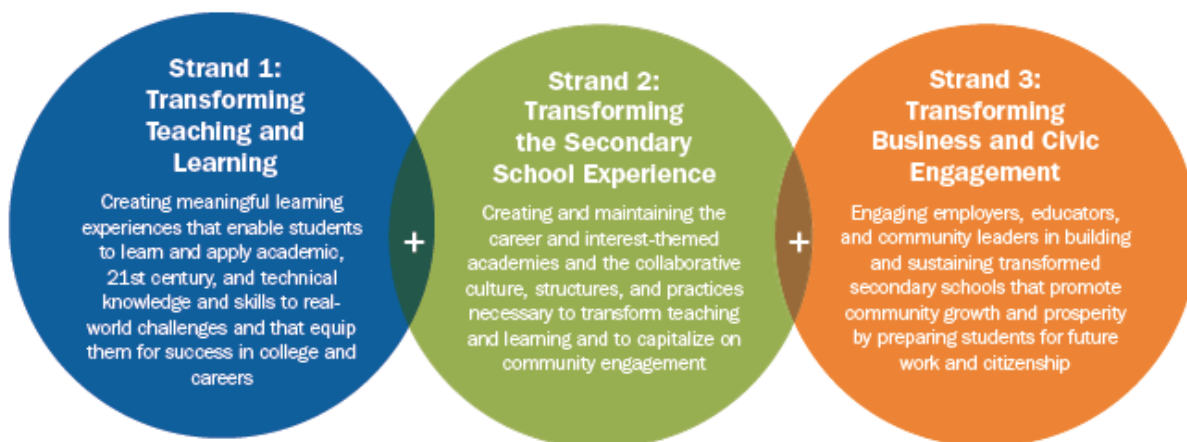 Strand 1:
Transforming
Teaching and
Learning
Creating meaningful learning
experiences that enable students
to learn and apply academic,
21st century, and technical
knowledge and skills to real-
world challenges and that equip
them for success in college and
careers
+
Strand 2:
Transforming
the Secondary
School Experience
Creating and maintaining the
career and interest-themed
academies and the collaborative
culture, structures, and practices
necessary to transform teaching
and learning and to capitalize on
community engagement
+
Strand 3:
Transforming
Business and Civic
Engagement
Engaging employers, educators,
and community leaders in building
and sustaining transformed
secondary schools that promote
community growth and prosperity
by preparing students for future
work and citizenship